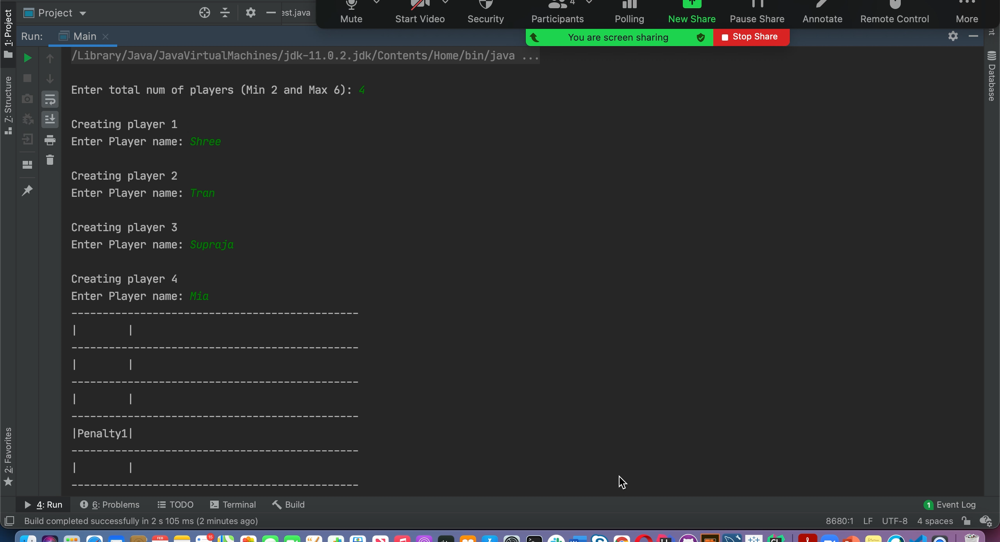 Project
est.java
4
Mute
Start Video
Security
Participants
Polling
New Share
Pause Share
Annotate
Remote Control
More
You are screen sharing
Stop Share
1: Project
Run:
Main
nt
Database
7: Structure
2: Favorites
/Library/Java/JavaVirtualMachines/jdk-11.0.2.jdk/Contents/Home/bin/java ...
Enter total num of players (Min 2 and Max 6): 4
Creating player 1
Enter Player name: Shree
Creating player 2
Enter Player name: Tran
Creating player 3
Enter Player name: Supraja
Creating player 4
Enter Player name: Mia
----------------------------------------------
|        |
----------------------------------------------
|        |
----------------------------------------------
|        |
----------------------------------------------
|Penalty1|
----------------------------------------------
|        |
----------------------------------------------
4: Run
6: Problems
TODO
Terminal
Build
1 Event Log
Build completed successfully in 2 s 105 ms (2 minutes ago)
8680:1
LF
UTF-8
4 spaces
FEB
15